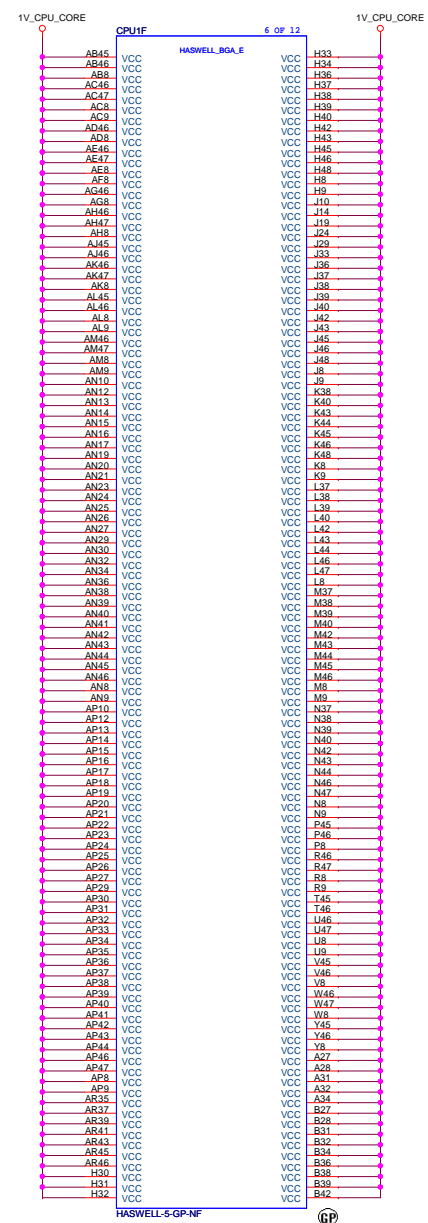 1V_CPU_CORE 1V_CPU_CORE
CPU1F 6 OF 12
HASWELL_BGA_E
AB45 VCC VCC H33
AB46 VCC VCC H34
AB8 VCC VCC H36
AC46 VCC VCC H37
AC47 VCC VCC H38
AC8 VCC VCC H39
AC9 VCC VCC H40
AD46 VCC VCC H42
AD8 VCC VCC H43
AE46 VCC VCC H45
AE47 VCC VCC H46
AE8 VCC VCC H48
AF8 VCC VCC H8
AG46 VCC VCC H9
AG8 VCC VCC J10
AH46 VCC VCC J14
AH47 VCC VCC J19
AH8 VCC VCC J24
AJ45 VCC VCC J29
AJ46 VCC VCC J33
AK46 VCC VCC J36
AK47 VCC VCC J37
AK8 VCC VCC J38
AL45 VCC VCC J39
AL46 VCC VCC J40
AL8 VCC VCC J42
AL9 VCC VCC J43
AM46 VCC VCC J45
AM47 VCC VCC J46
AM8 VCC VCC J48
AM9 VCC VCC J8
AN10 VCC VCC J9
AN12 VCC VCC K38
AN13 VCC VCC K40
AN14 VCC VCC K43
AN15 VCC VCC K44
AN16 VCC VCC K45
AN17 VCC VCC K46
AN19 VCC VCC K48
AN20 VCC VCC K8
AN21 VCC VCC K9
AN23 VCC VCC L37
AN24 VCC VCC L38
AN25 VCC VCC L39
AN26 VCC VCC L40
AN27 VCC VCC L42
AN29 VCC VCC L43
AN30 VCC VCC L44
AN32 VCC VCC L46
AN34 VCC VCC L47
AN36 VCC VCC L8
AN38 VCC VCC M37
AN39 VCC VCC M38
AN40 VCC VCC M39
AN41 VCC VCC M40
AN42 VCC VCC M42
AN43 VCC VCC M43
AN44 VCC VCC M44
AN45 VCC VCC M45
AN46 VCC VCC M46
AN8 VCC VCC M8
AN9 VCC VCC M9
AP10 VCC VCC N37
AP12 VCC VCC N38
AP13 VCC VCC N39
AP14 VCC VCC N40
AP15 VCC VCC N42
AP16 VCC VCC N43
AP17 VCC VCC N44
AP18 VCC VCC N46
AP19 VCC VCC N47
AP20 VCC VCC N8
AP21 VCC VCC N9
AP22 VCC VCC P45
AP23 VCC VCC P46
AP24 VCC VCC P8
AP25 VCC VCC R46
AP26 VCC VCC R47
AP27 VCC VCC R8
AP29 VCC VCC R9
AP30 VCC VCC T45
AP31 VCC VCC T46
AP32 VCC VCC U46
AP33 VCC VCC U47
AP34 VCC VCC U8
AP35 VCC VCC U9
AP36 VCC VCC V45
AP37 VCC VCC V46
AP38 VCC VCC V8
AP39 VCC VCC W46
AP40 VCC VCC W47
AP41 VCC VCC W8
AP42 VCC VCC Y45
AP43 VCC VCC Y46
AP44 VCC VCC Y8
AP46 VCC VCC A27
AP47 VCC VCC A28
AP8 VCC VCC A31
AP9 VCC VCC A32
AR35 VCC VCC A34
AR37 VCC VCC B27
AR39 VCC VCC B28
AR41 VCC VCC B31
AR43 VCC VCC B32
AR45 VCC VCC B34
AR46 VCC VCC B36
H30 VCC VCC B38
H31 VCC VCC B39
H32 VCC VCC B42
HASWELL-5-GP-NF
GP